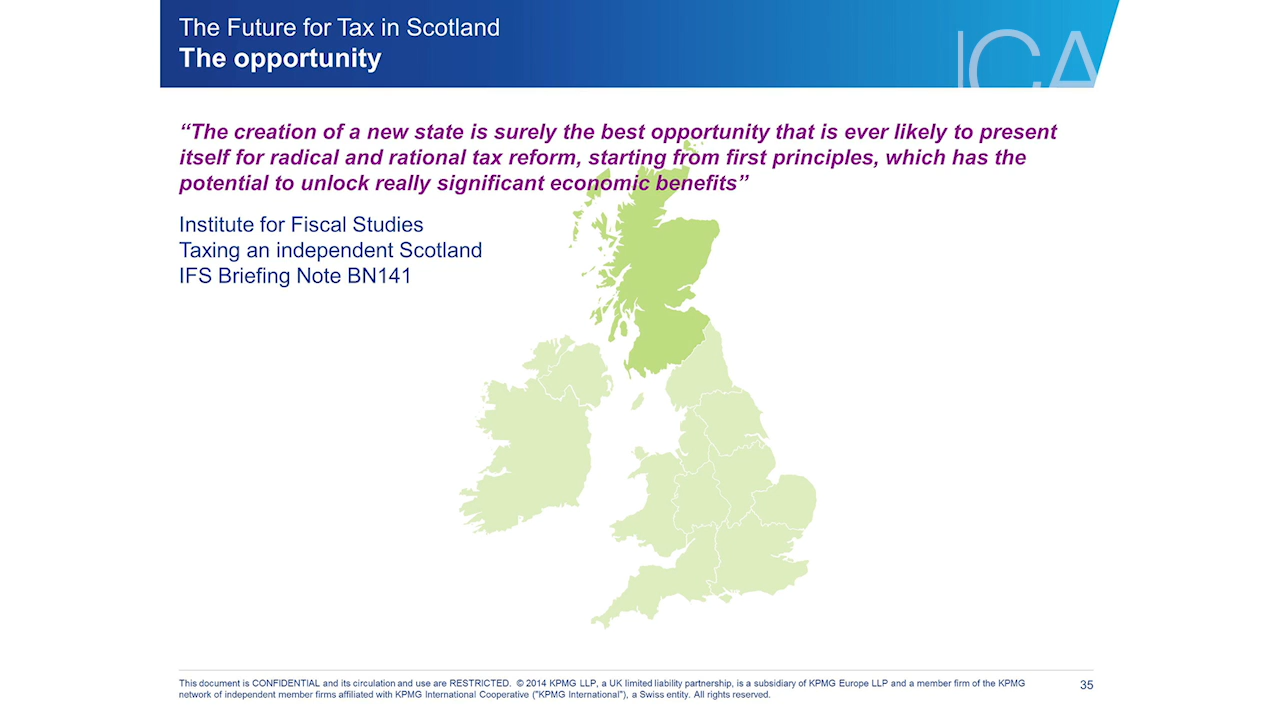 The Future for Tax in Scotland
The opportunity
ICA
“The creation of a new state is surely the best opportunity that is ever likely to present
itself for radical and rational tax reform, starting from first principles, which has the
potential to unlock really significant economic benefits”
Institute for Fiscal Studies
Taxing an independent Scotland
IFS Briefing Note BN141
This document is CONFIDENTIAL and its circulation and use are RESTRICTED. © 2014 KPMG LLP, a UK limited liability partnership, is a subsidiary of KPMG Europe LLP and a member firm of the KPMG
network of independent member firms affiliated with KPMG International Cooperative ("KPMG International"), a Swiss entity. All rights reserved.
35